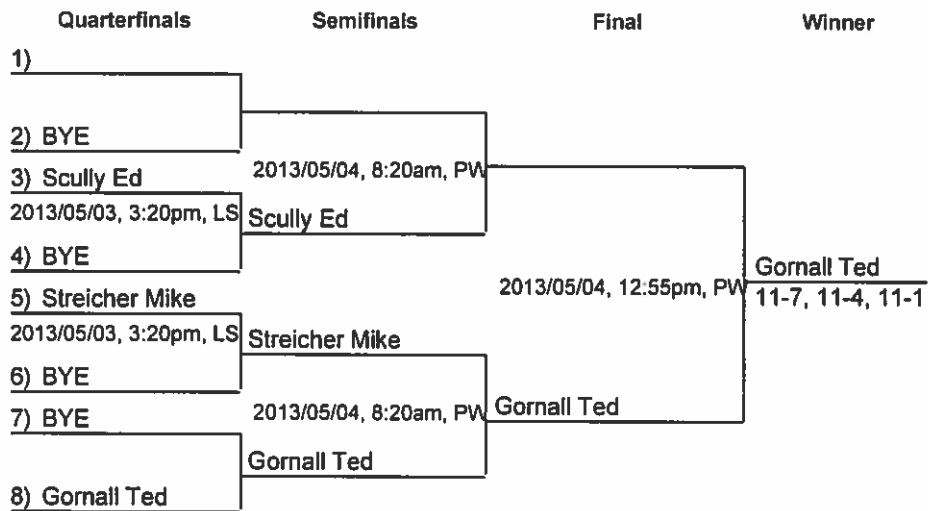 Quarterfinals Semifinals Final Winner
1)
2) BYE
3) Scully Ed
2013/05/04, 8:20am, PW
2013/05/03, 3:20pm, LS
Scully Ed
4) BYE
5) Streicher Mike
2013/05/04, 12:55pm, PW
Gornall Ted
11-7, 11-4, 11-1
2013/05/03, 3:20pm, LS
Streicher Mike
6) BYE
7) BYE
2013/05/04, 8:20am, PW
Gornall Ted
Gornall Ted
8) Gornall Ted